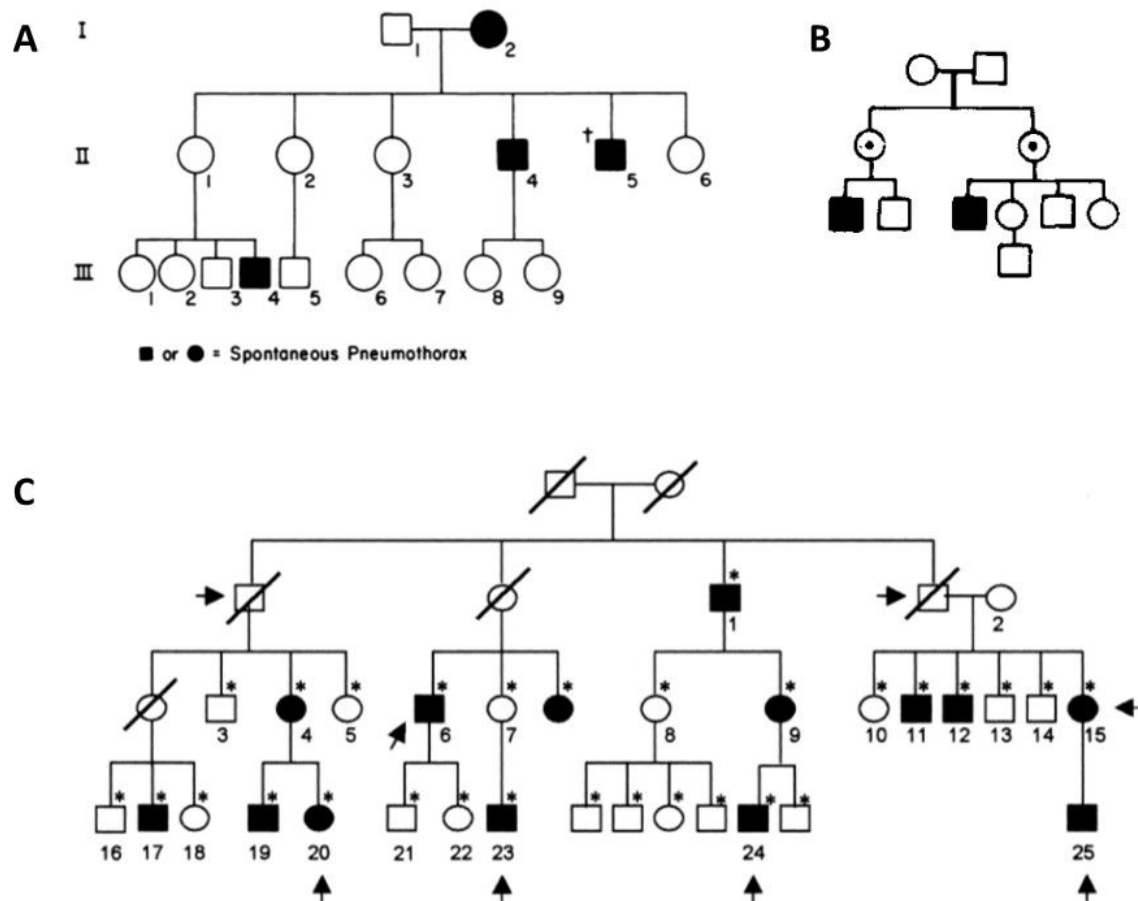 A
B
I
1 2
II
1 2 3 4 † 5 6
III
1 2 3 4 5 6 7 8 9
■ or ● = Spontaneous Pneumothorax
C
*
1 2
* * * * * * * * * * * * * *
3 4 5 6 7 8 9 10 11 12 13 14 15
* * * * * * * * * * * * * *
16 17 18 19 20 21 22 23 24 25